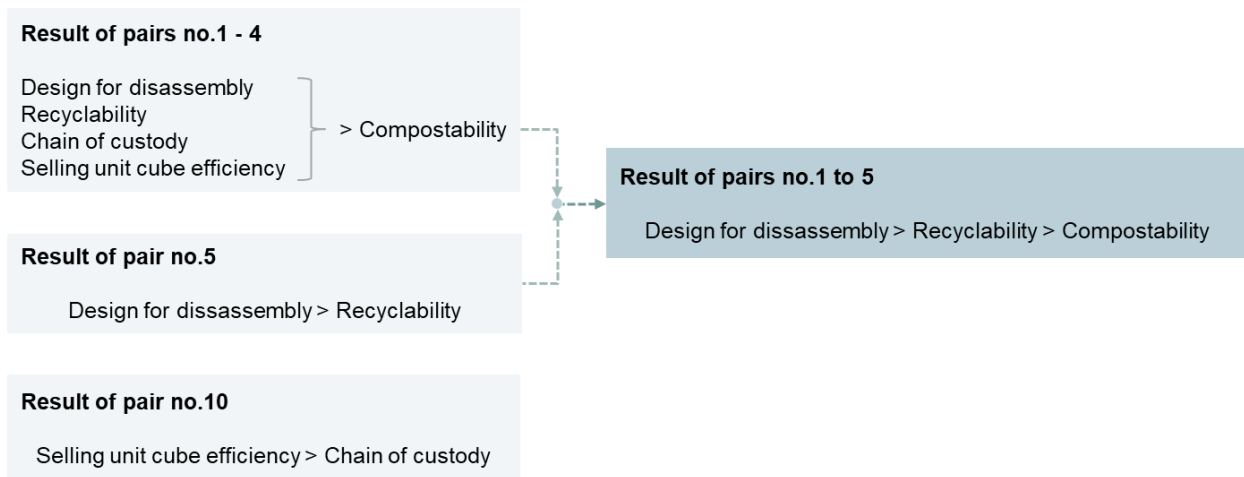 Result of pairs no.1 - 4
Design for disassembly
Recyclability
Chain of custody
Selling unit cube efficiency
> Compostability
Result of pair no.5
Design for dissassembly > Recyclability
Result of pair no.10
Selling unit cube efficiency > Chain of custody
Result of pairs no.1 to 5
Design for dissassembly > Recyclability > Compostability